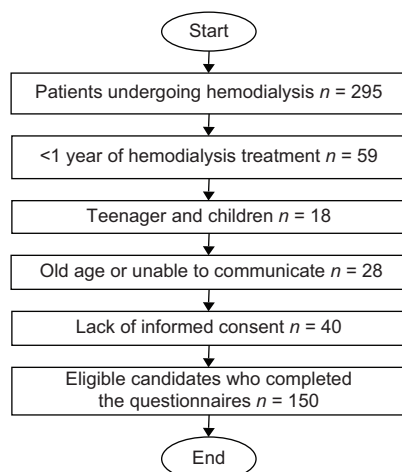 Start
Patients undergoing hemodialysis n = 295
<1 year of hemodialysis treatment n = 59
Teenager and children n = 18
Old age or unable to communicate n = 28
Lack of informed consent n = 40
Eligible candidates who completed
the questionnaires n = 150
End